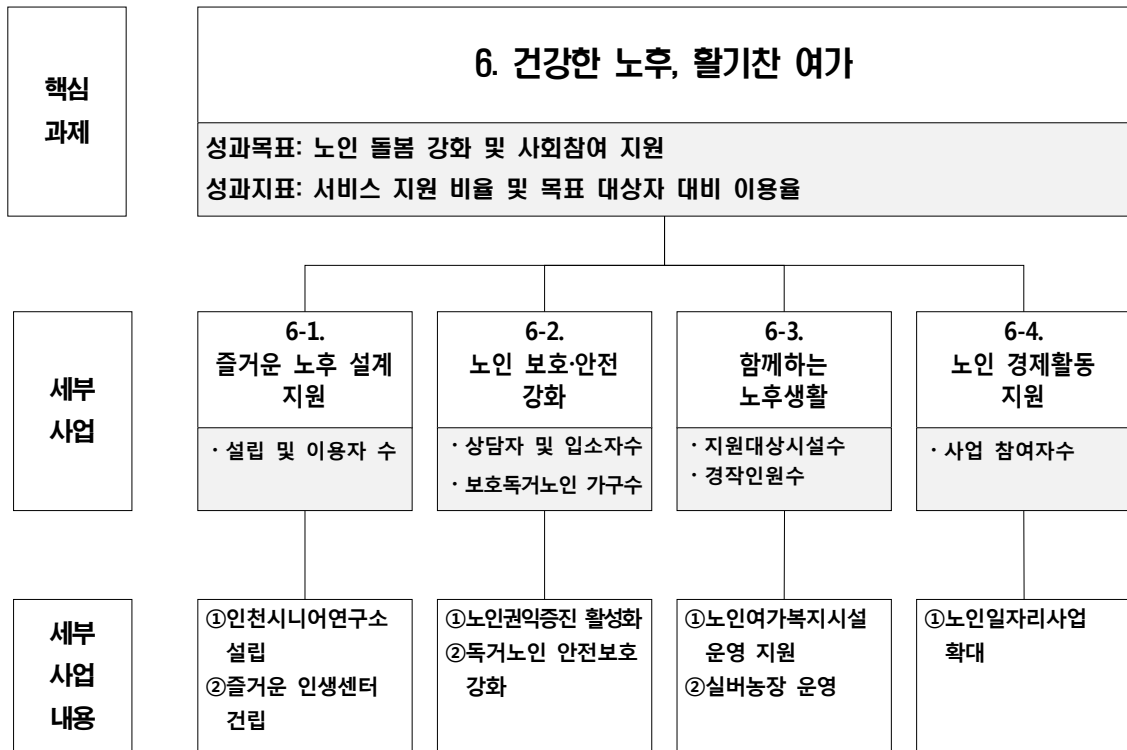 핵심
과제
6. 건강한 노후, 활기찬 여가
성과목표: 노인 돌봄 강화 및 사회참여 지원
성과지표: 서비스 지원 비율 및 목표 대상자 대비 이용율
세부
사업
6-1.
즐거운 노후 설계
지원
· 설립 및 이용자 수
6-2.
노인 보호·안전
강화
· 상담자 및 입소자수
· 보호독거노인 가구수
6-3.
함께하는
노후생활
· 지원대상시설수
· 경작인원수
6-4.
노인 경제활동
지원
· 사업 참여자수
세부
사업
내용
①인천시니어연구소
설립
②즐거운 인생센터
건립
①노인권익증진 활성화
②독거노인 안전보호
강화
①노인여가복지시설
운영 지원
②실버농장 운영
①노인일자리사업
확대